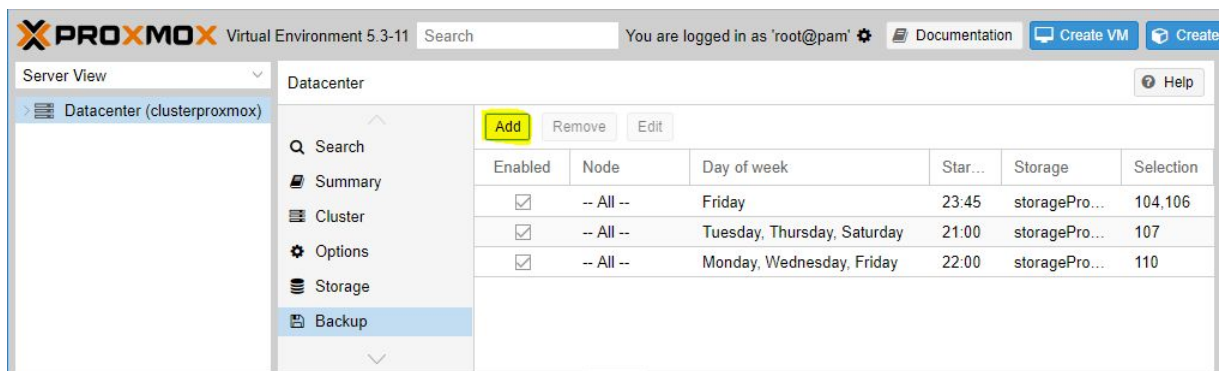 PROXMOX Virtual Environment 5.3-11 Search You are logged in as 'root@pam' Documentation Create VM Create
Server View
Datacenter (clusterproxmox)
Datacenter Help
Search
Summary
Cluster
Options
Storage
Backup
Add Remove Edit
Enabled Node Day of week Star... Storage Selection
-- All -- Friday 23:45 storagePro... 104,106
-- All -- Tuesday, Thursday, Saturday 21:00 storagePro... 107
-- All -- Monday, Wednesday, Friday 22:00 storagePro... 110